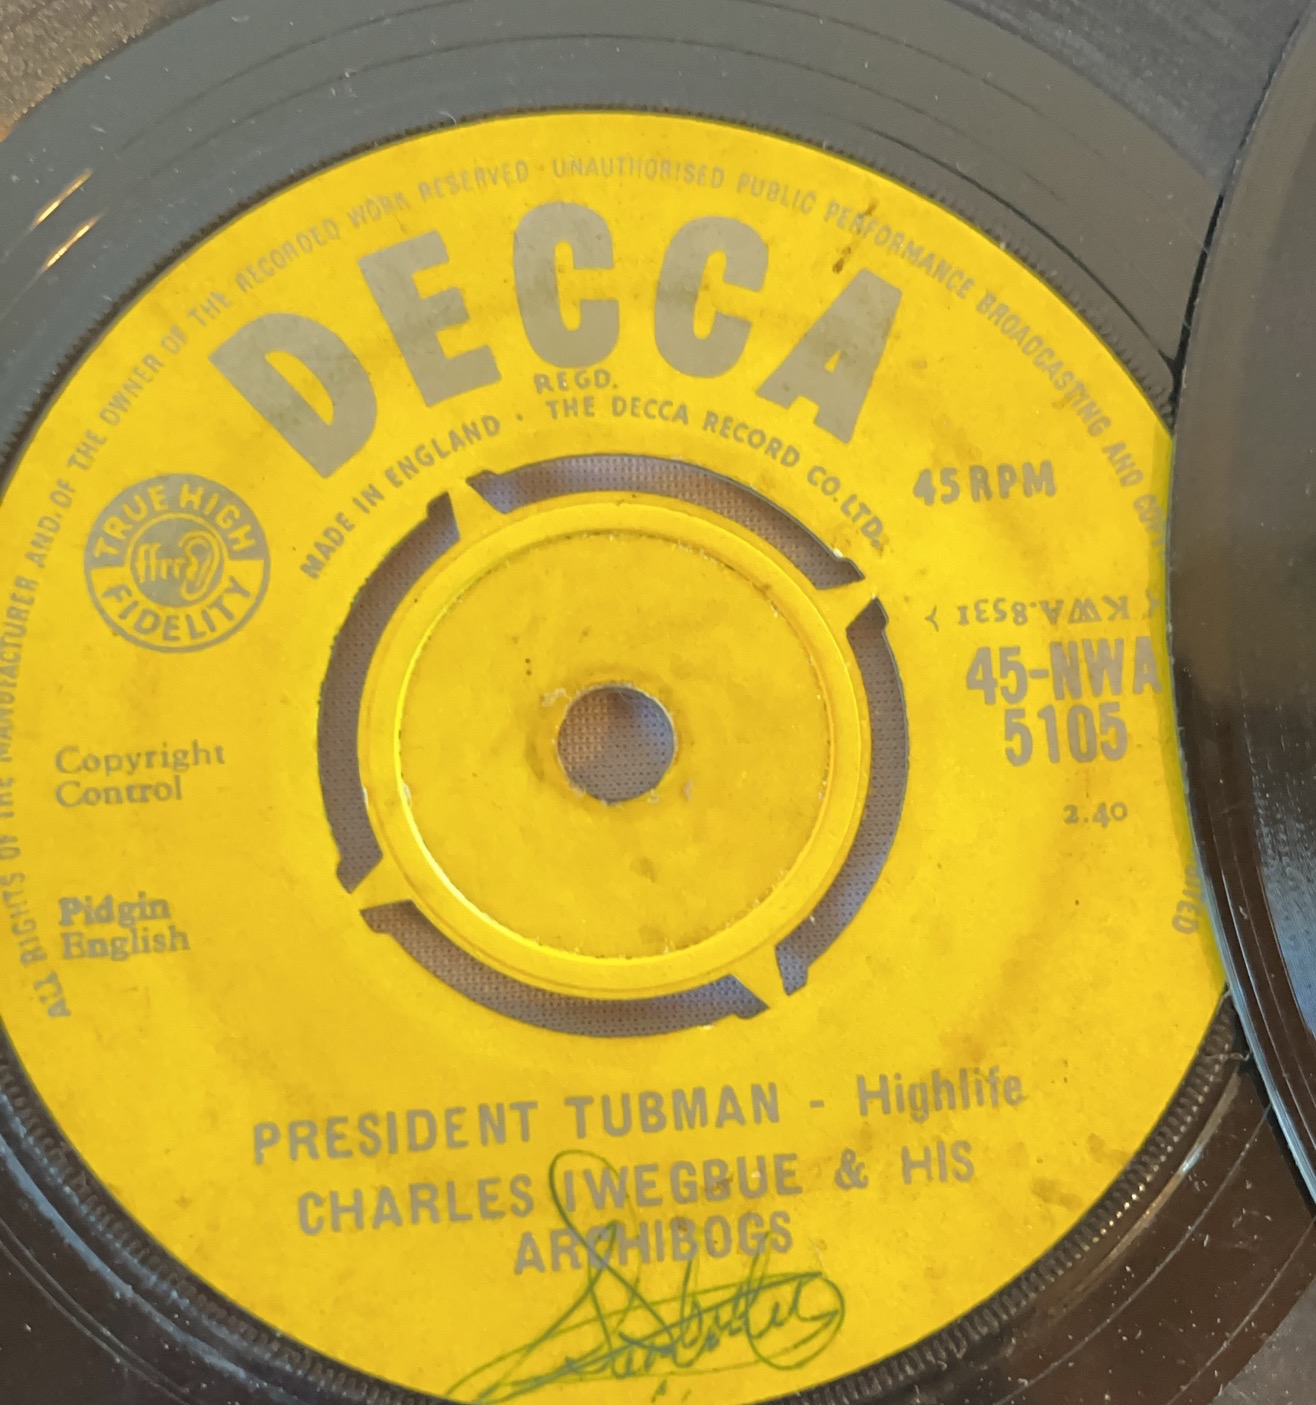 ALL RIGHTS OF THE MANUFACTURER AND OF THE OWNER OF THE RECORDED WORK RESERVED · UNAUTHORISED PUBLIC PERFORMANCE BROADCASTING AND
DECCA
REGD.
MADE IN ENGLAND · THE DECCA RECORD CO. LTD.
TRUE HIGH
FIDELITY
ffrr
45 RPM
KWA.8531
45-NWA
5105
2.40
Copyright
Control
Pidgin
English
PRESIDENT TUBMAN - Highlife
CHARLES IWEGBUE & HIS
ARCHIBOGS